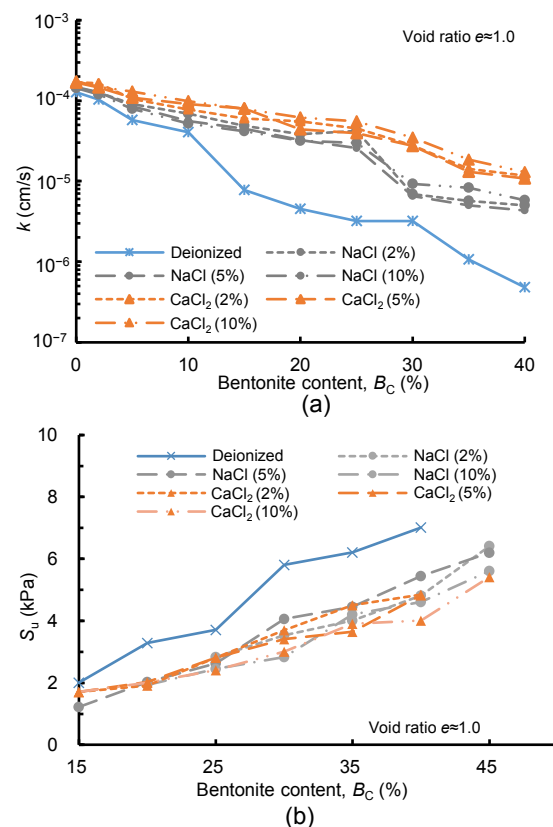 (a)
10⁻³
10⁻⁴
10⁻⁵
10⁻⁶
10⁻⁷
k (cm/s)
Void ratio e≈1.0
Deionized
NaCl (2%)
NaCl (5%)
NaCl (10%)
CaCl₂ (2%)
CaCl₂ (5%)
CaCl₂ (10%)
0 10 20 30 40
Bentonite content, B_C (%)
(a)
10
8
6
4
2
0
S_u (kPa)
Deionized
NaCl (2%)
NaCl (5%)
NaCl (10%)
CaCl₂ (2%)
CaCl₂ (5%)
CaCl₂ (10%)
Void ratio e≈1.0
15 25 35 45
Bentonite content, B_C (%)
(b)